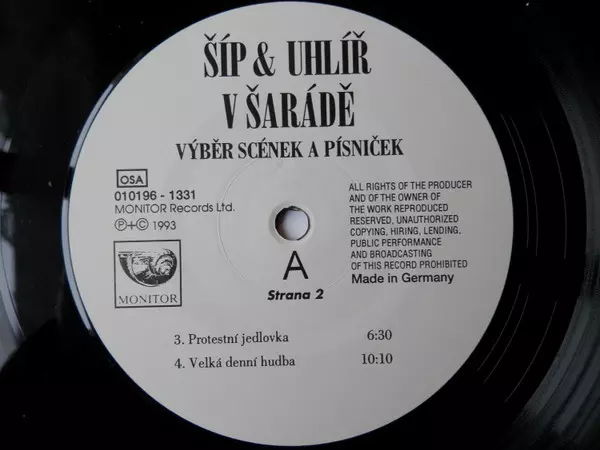 ŠÍP & UHLÍŘ
V ŠARÁDĚ
VÝBĚR SCÉNEK A PÍSNIČEK
OSA
010196 - 1331
MONITOR Records Ltd.
Ⓟ+© 1993
MONITOR
A
Strana 2
ALL RIGHTS OF THE PRODUCER
AND OF THE OWNER OF
THE WORK REPRODUCED
RESERVED, UNAUTHORIZED
COPYING, HIRING, LENDING,
PUBLIC PERFORMANCE
AND BROADCASTING
OF THIS RECORD PROHIBITED
Made in Germany
3. Protestní jedlovka 6:30
4. Velká denní hudba 10:10